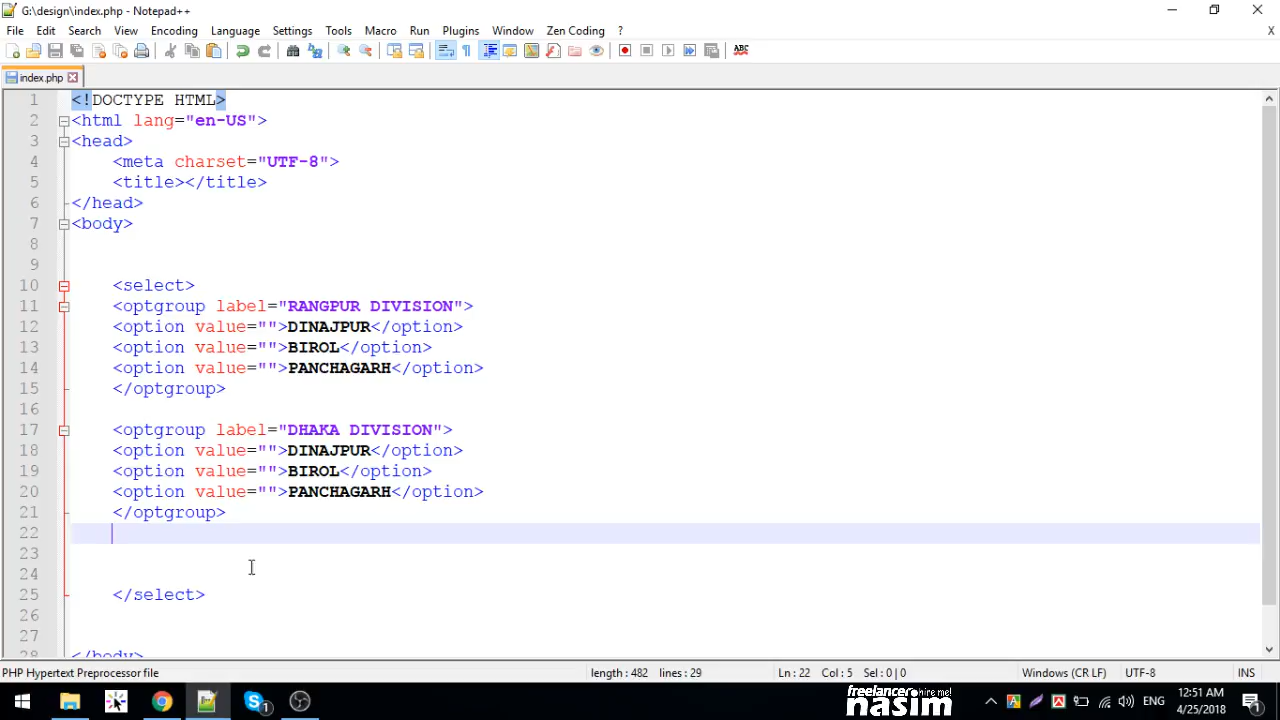 G:\design\index.php - Notepad++
File Edit Search View Encoding Language Settings Tools Macro Run Plugins Window Zen Coding ? X
ABC
index.php
1 <!DOCTYPE HTML>
2 <html lang="en-US">
3 <head>
4 <meta charset="UTF-8">
5 <title></title>
6 </head>
7 <body>
8
9
10 <select>
11 <optgroup label="RANGPUR DIVISION">
12 <option value="">DINAJPUR</option>
13 <option value="">BIROL</option>
14 <option value="">PANCHAGARH</option>
15 </optgroup>
16
17 <optgroup label="DHAKA DIVISION">
18 <option value="">DINAJPUR</option>
19 <option value="">BIROL</option>
20 <option value="">PANCHAGARH</option>
21 </optgroup>
22
23
24
25 </select>
26
27
28 </body>
PHP Hypertext Preprocessor file length : 482 lines : 29 Ln : 22 Col : 5 Sel : 0 | 0 Windows (CR LF) UTF-8 INS
freelancer hire me!
nasim
ENG
12:51 AM
4/25/2018
1
1